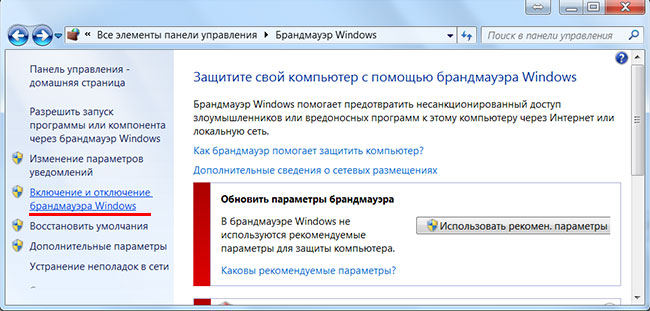 « Все элементы панели управления Брандмауэр Windows
Поиск в панели управления
Панель управления -
домашняя страница
Разрешить запуск
программы или компонента
через брандмауэр Windows
Изменение параметров
уведомлений
Включение и отключение
брандмауэра Windows
Восстановить умолчания
Дополнительные параметры
Устранение неполадок в сети
Защитите свой компьютер с помощью брандмауэра Windows
Брандмауэр Windows помогает предотвратить несанкционированный доступ
злоумышленников или вредоносных программ к этому компьютеру через Интернет или
локальную сеть.
Как брандмауэр помогает защитить компьютер?
Дополнительные сведения о сетевых размещениях
Обновить параметры брандмауэра
В брандмауэре Windows не
используются рекомендуемые
параметры для защиты компьютера.
Использовать рекомен. параметры
Каковы рекомендуемые параметры?